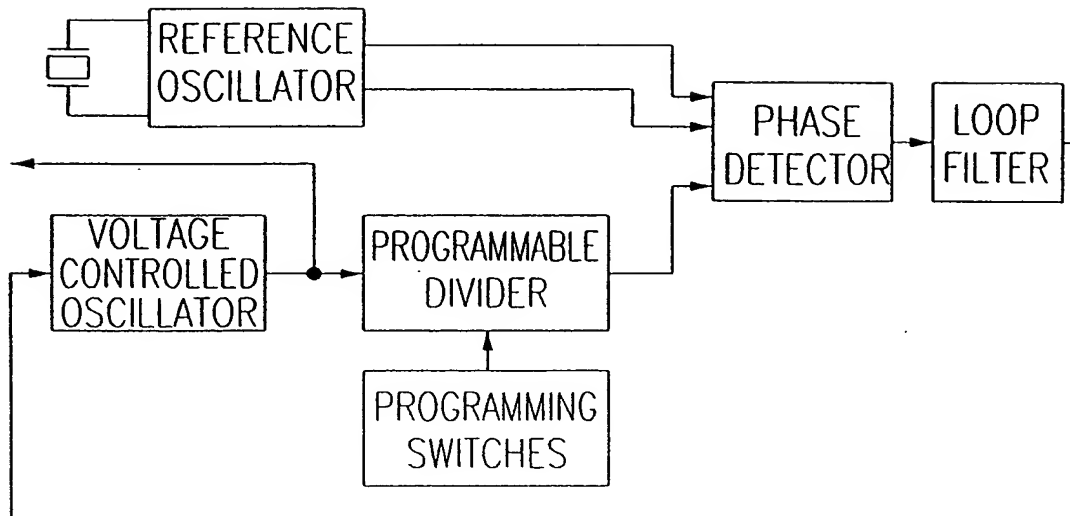 REFERENCE
OSCILLATOR
PHASE
DETECTOR
LOOP
FILTER
VOLTAGE
CONTROLLED
OSCILLATOR
PROGRAMMABLE
DIVIDER
PROGRAMMING
SWITCHES